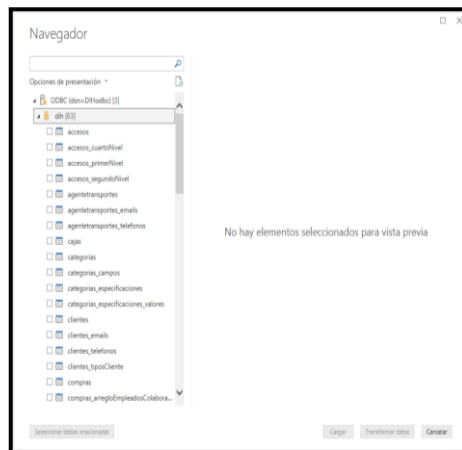 Navegador
Opciones de presentación
ODBC (dsn=DIHodbc) [3]
dih [63]
accesos
accesos_cuartoNivel
accesos_primerNivel
accesos_segundoNivel
agentetransportes
agentetransportes_emails
agentetransportes_telefonos
cajas
categorias
categorias_campos
categorias_especificaciones
categorias_especificaciones_valores
clientes
clientes_emails
clientes_telefonos
clientes_tiposCliente
compras
compras_arregloEmpleadosColabora...
No hay elementos seleccionados para vista previa
Seleccionar tablas relacionadas
Cargar Transformar datos Cancelar